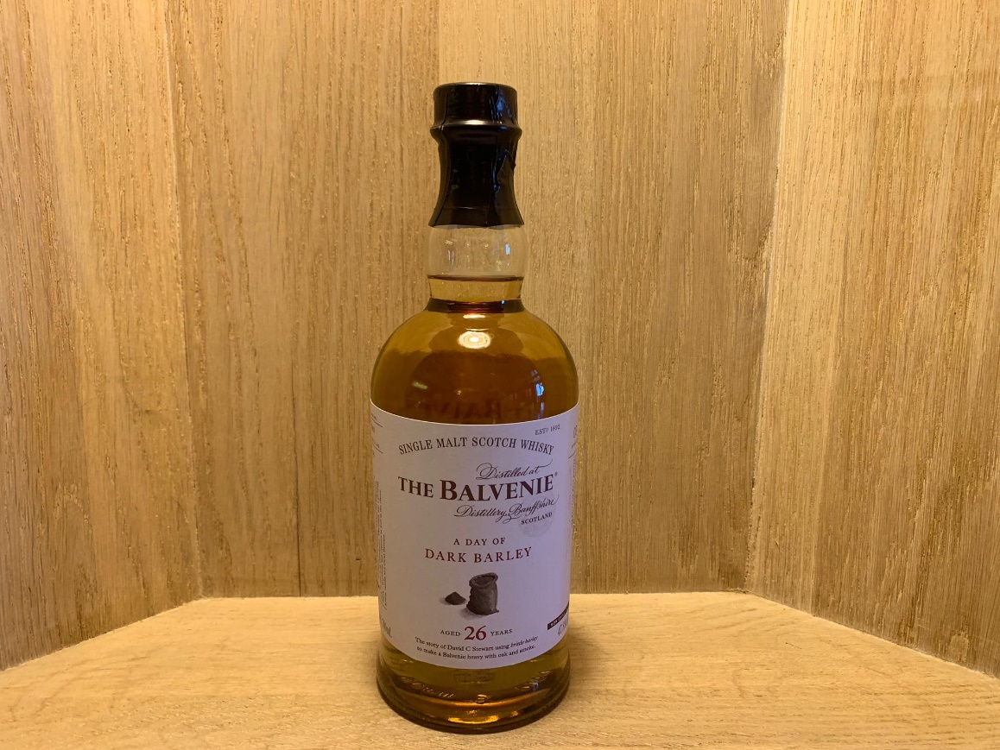 ESTD 1892
SINGLE MALT SCOTCH WHISKY
Distilled at
THE BALVENIE®
Distillery, Banffshire
SCOTLAND
A DAY OF
DARK BARLEY
AGED 26 YEARS
The story of David C Stewart using brittle barley
to make a Balvenie heavy with oak and smoke.